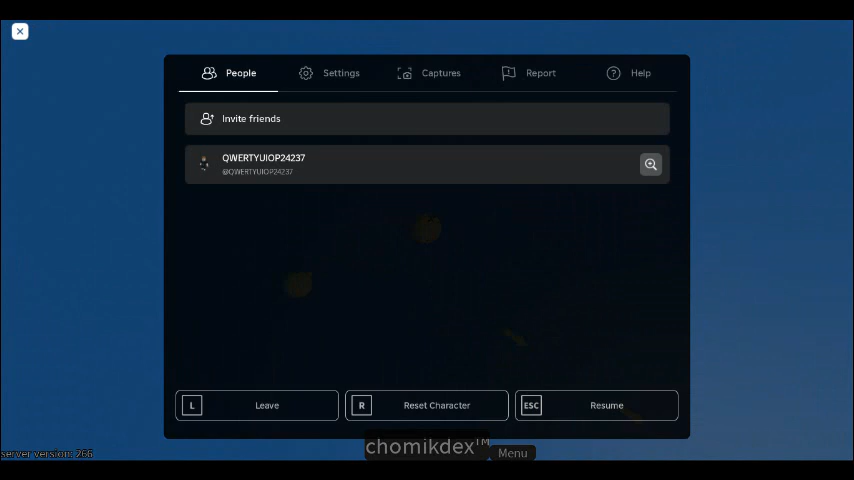 People
Settings
Captures
Report
Help
Invite friends
QWERTYUIOP24237
@QWERTYUIOP24237
L Leave
R Reset Character
ESC Resume
chomikdex™
Menu
server version: 266